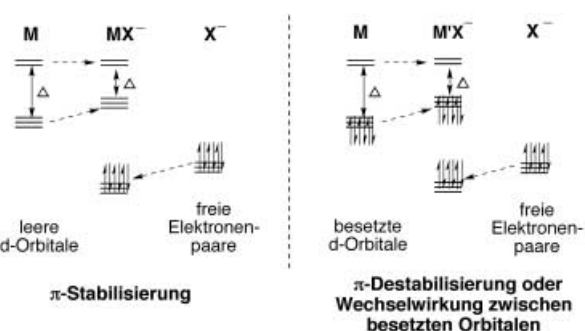 M MX⁻ X⁻
Δ Δ
leere
d-Orbitale
freie
Elektronen-
paare
π-Stabilisierung
M M'X⁻ X⁻
Δ Δ
besetzte
d-Orbitale
freie
Elektronen-
paare
π-Destabilisierung oder
Wechselwirkung zwischen
besetzten Orbitalen